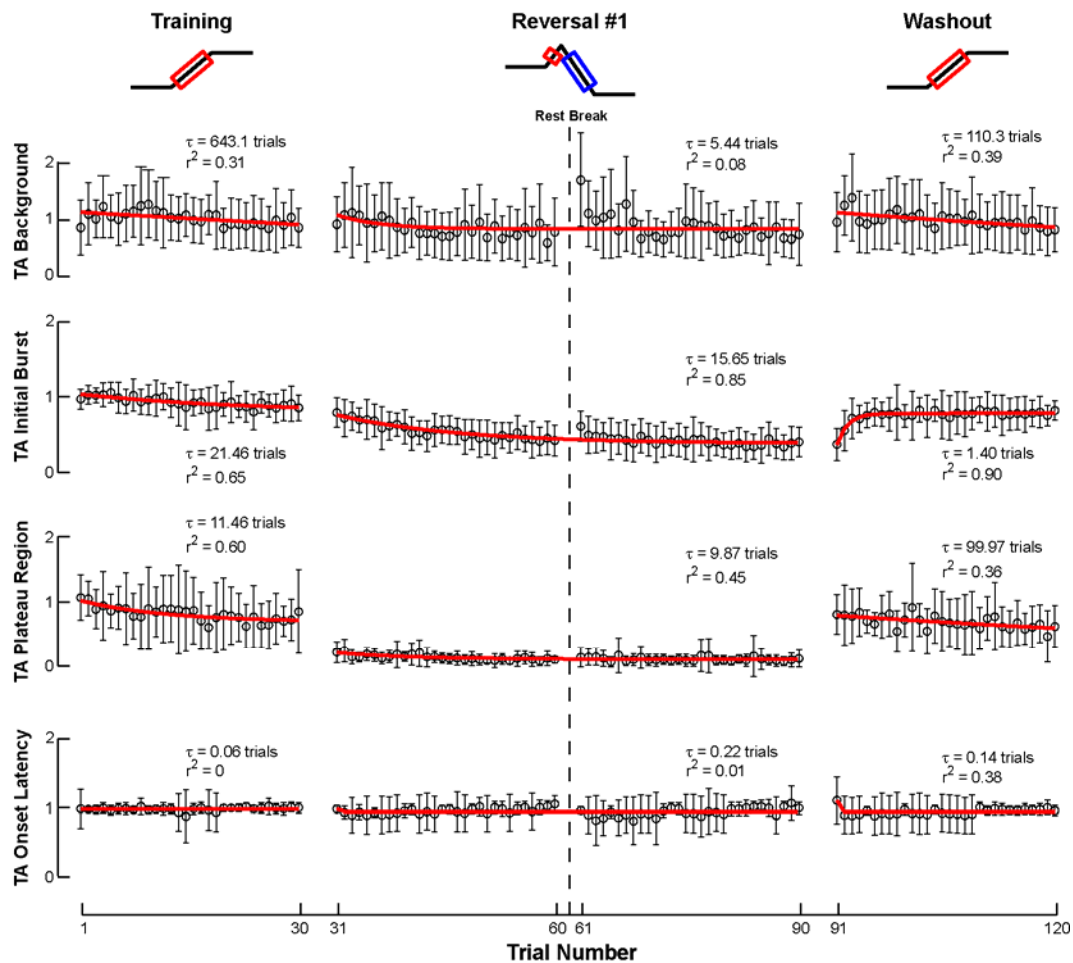 Training
Reversal #1
Washout
Rest Break
TA Background
2
1
0
τ = 643.1 trials
r² = 0.31
τ = 5.44 trials
r² = 0.08
τ = 110.3 trials
r² = 0.39
TA Initial Burst
2
1
0
τ = 21.46 trials
r² = 0.65
τ = 15.65 trials
r² = 0.85
τ = 1.40 trials
r² = 0.90
TA Plateau Region
2
1
0
τ = 11.46 trials
r² = 0.60
τ = 9.87 trials
r² = 0.45
τ = 99.97 trials
r² = 0.36
TA Onset Latency
2
1
0
τ = 0.06 trials
r² = 0
τ = 0.22 trials
r² = 0.01
τ = 0.14 trials
r² = 0.38
1 30 31 60 61 90 91 120
Trial Number